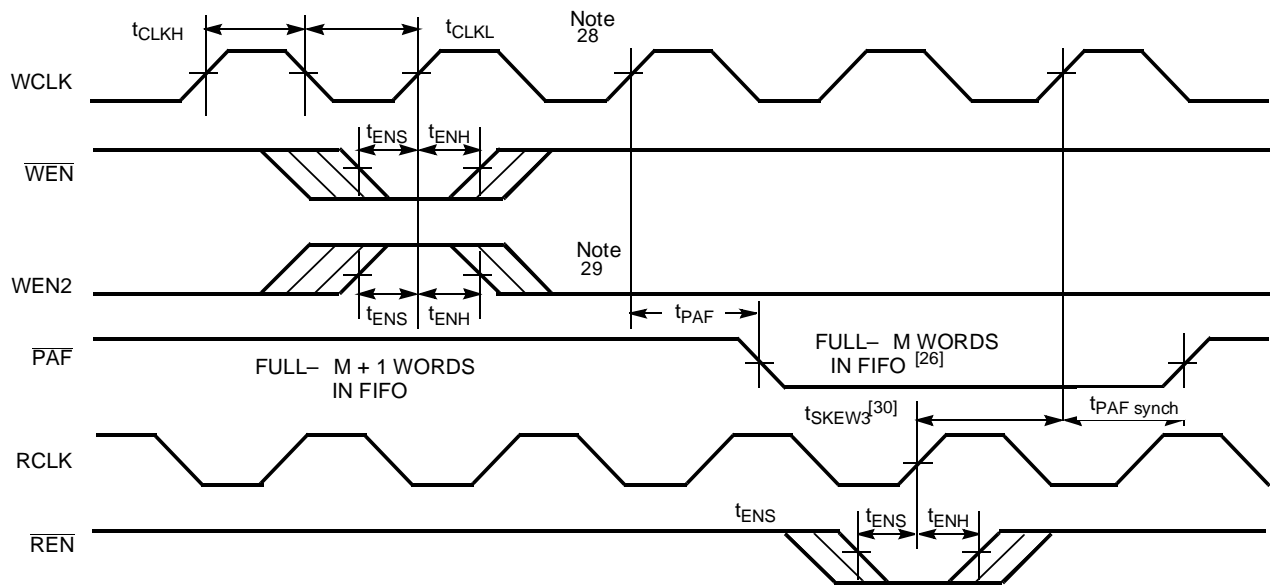 tCLKH
tCLKL
Note
28
WCLK
tENS
tENH
WEN
Note
29
WEN2
tENS
tENH
tPAF
PAF
FULL– M + 1 WORDS
IN FIFO
FULL– M WORDS
IN FIFO [26]
tSKEW3[30]
tPAF synch
RCLK
tENS
tENS
tENH
REN